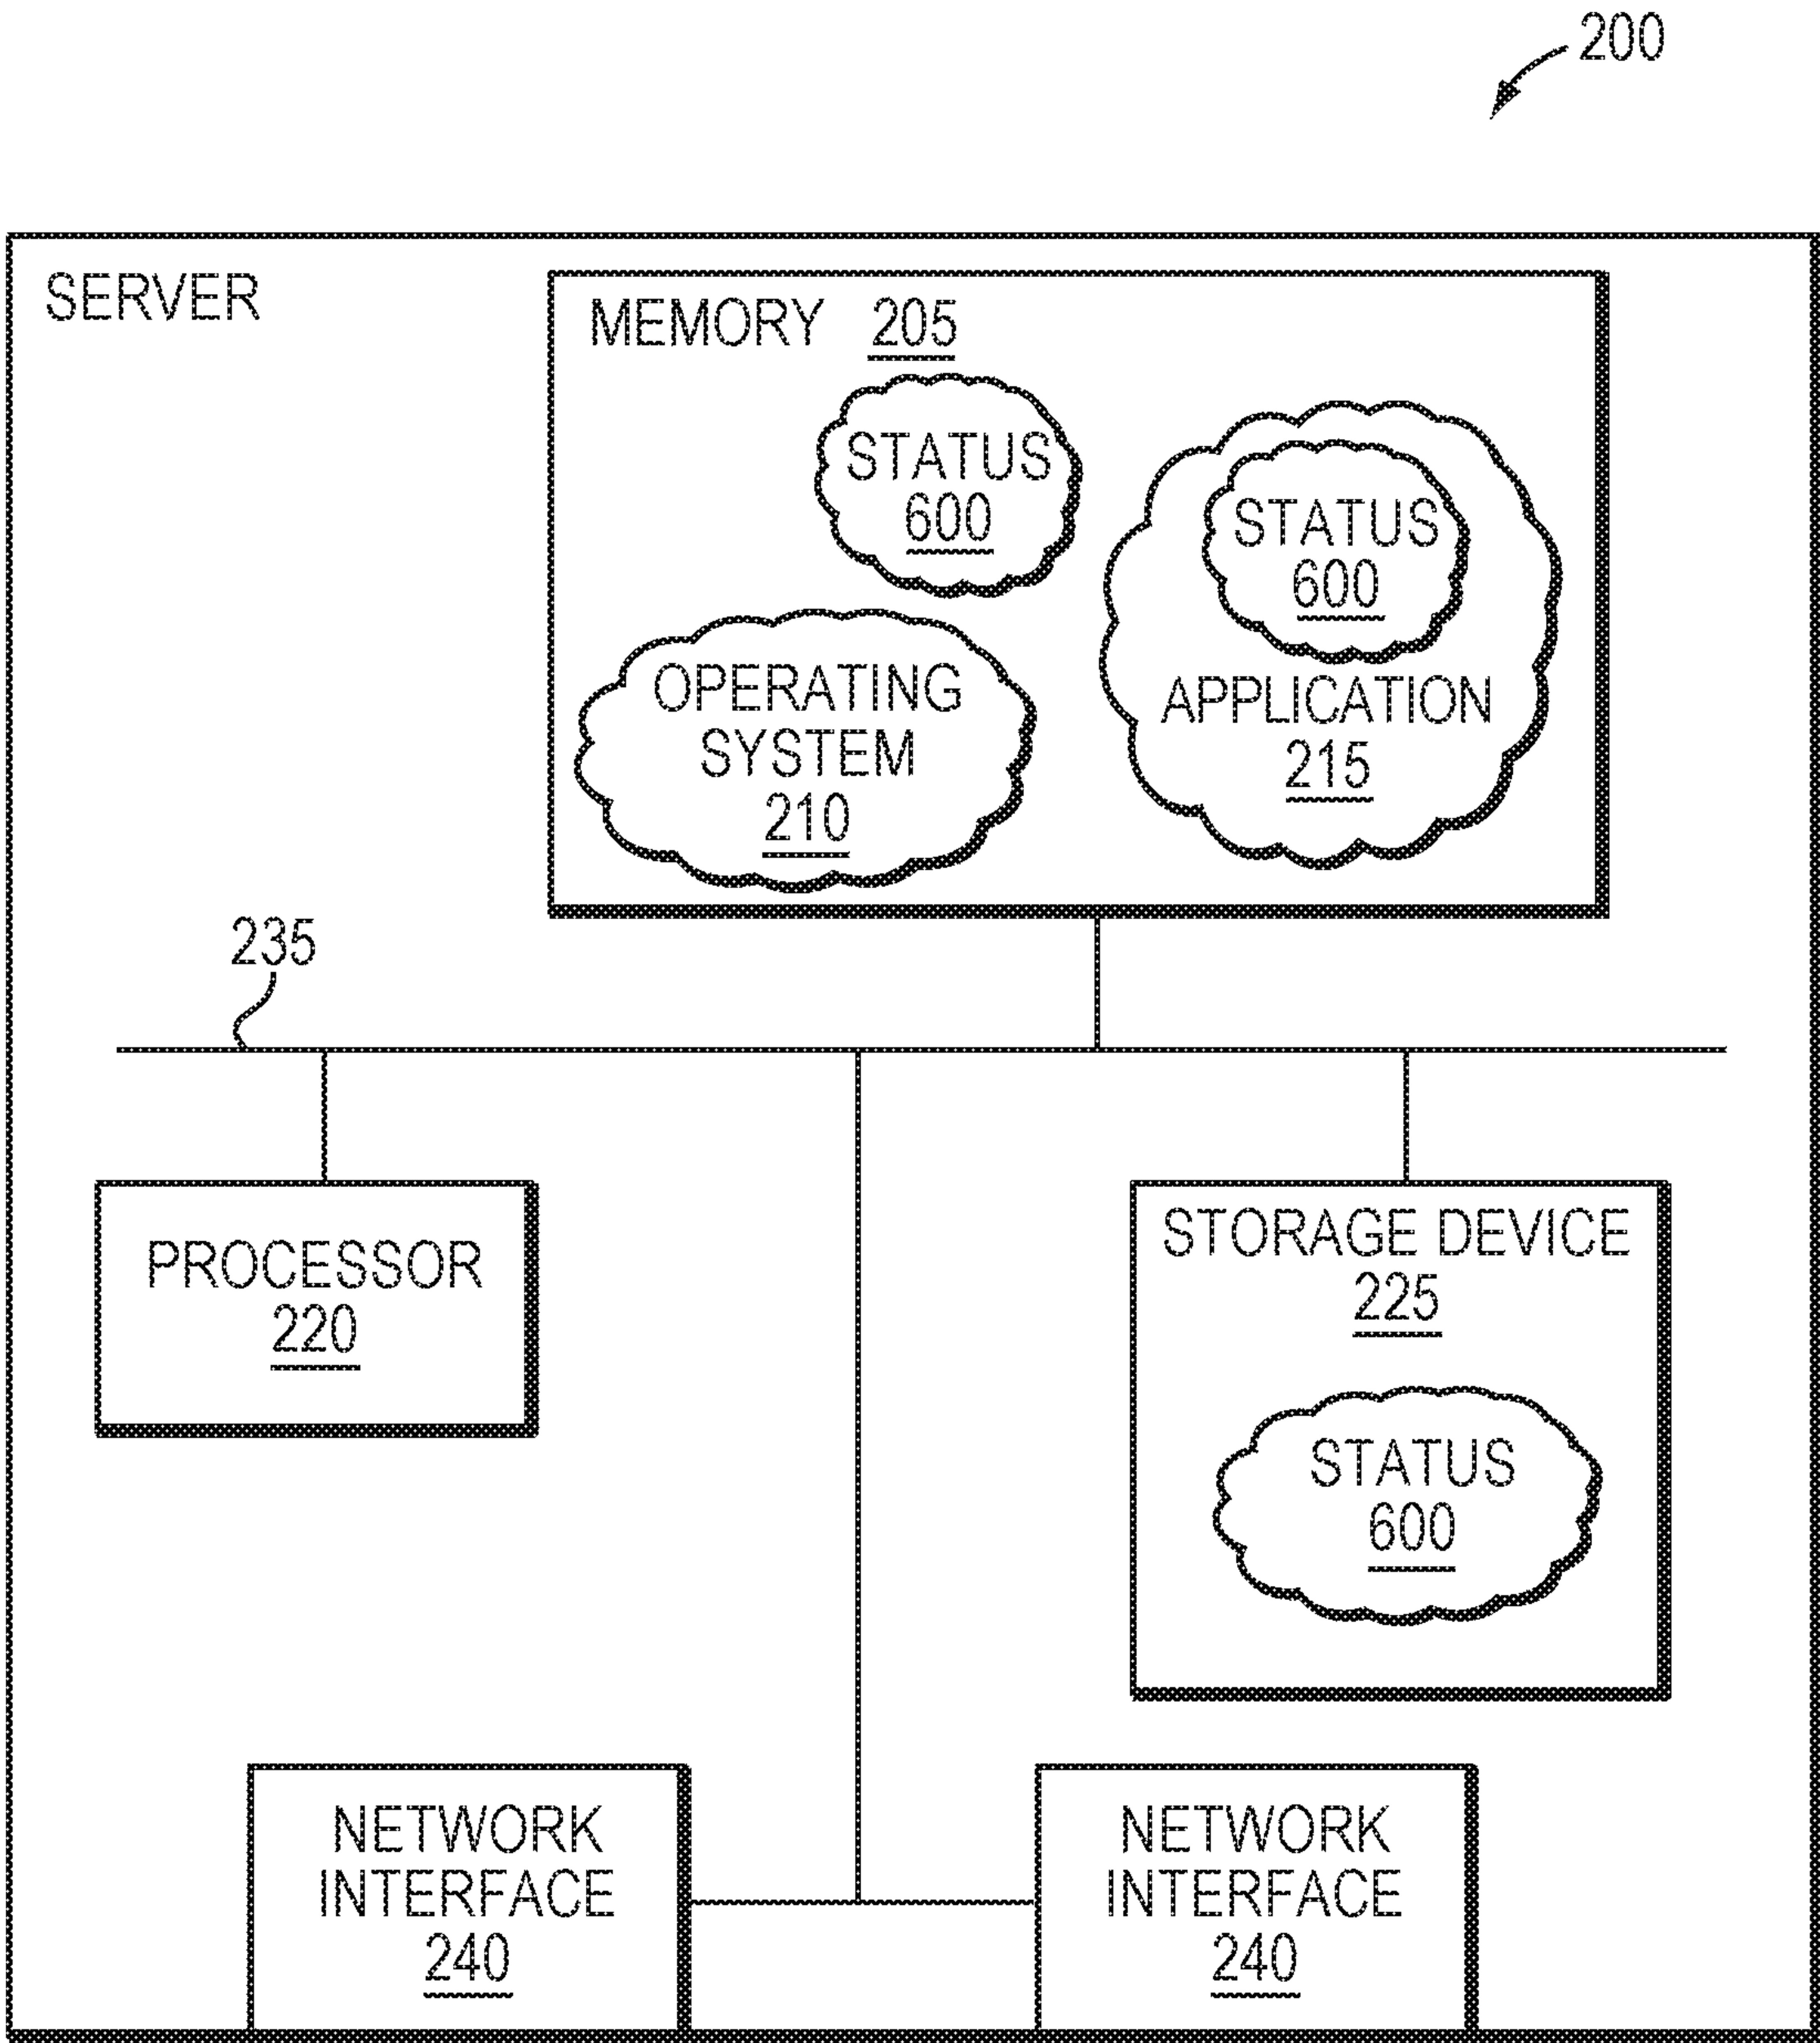 200
SERVER
MEMORY 205
STATUS
600
STATUS
600
APPLICATION
215
OPERATING
SYSTEM
210
235
PROCESSOR
220
STORAGE DEVICE
225
STATUS
600
NETWORK
INTERFACE
240
NETWORK
INTERFACE
240